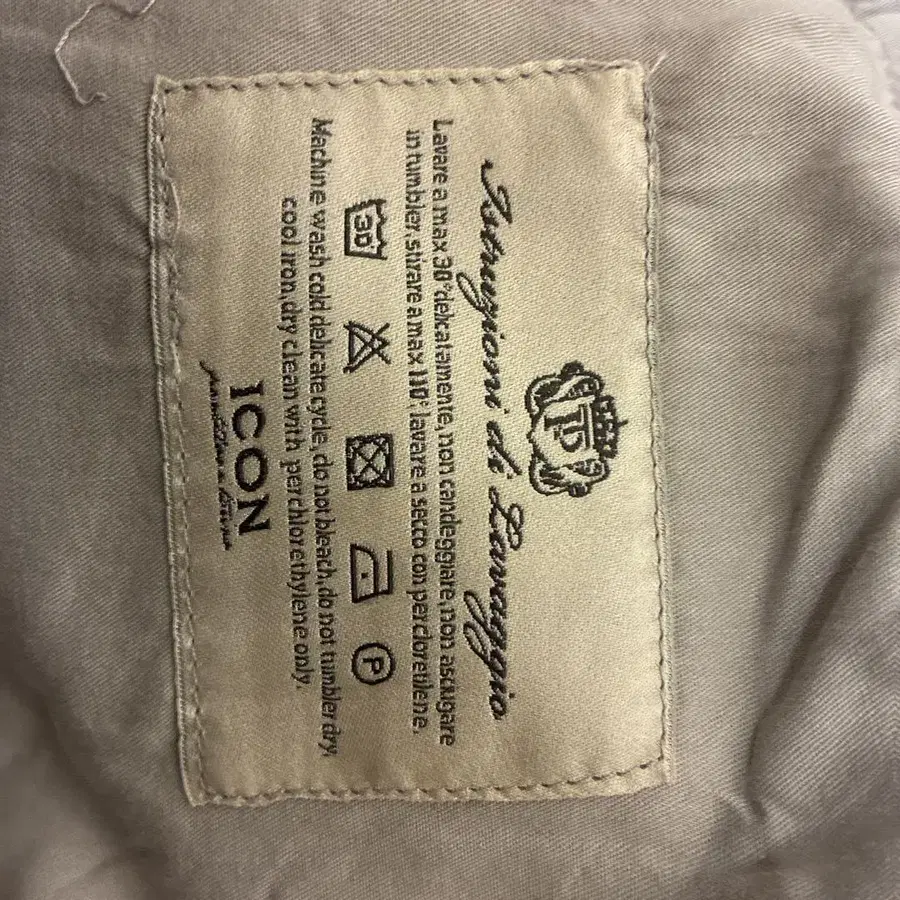 Istruzioni di Lavaggio
Lavare a max 30° delicatamente, non candeggiare, non asciugare
in tumbler, stirare a max 110° lavare a secco con percloretilene.
30 P
Machine wash cold delicate cycle, do not bleach, do not tumbler dry,
cool iron, dry clean with perchlorethylene only.
ICON